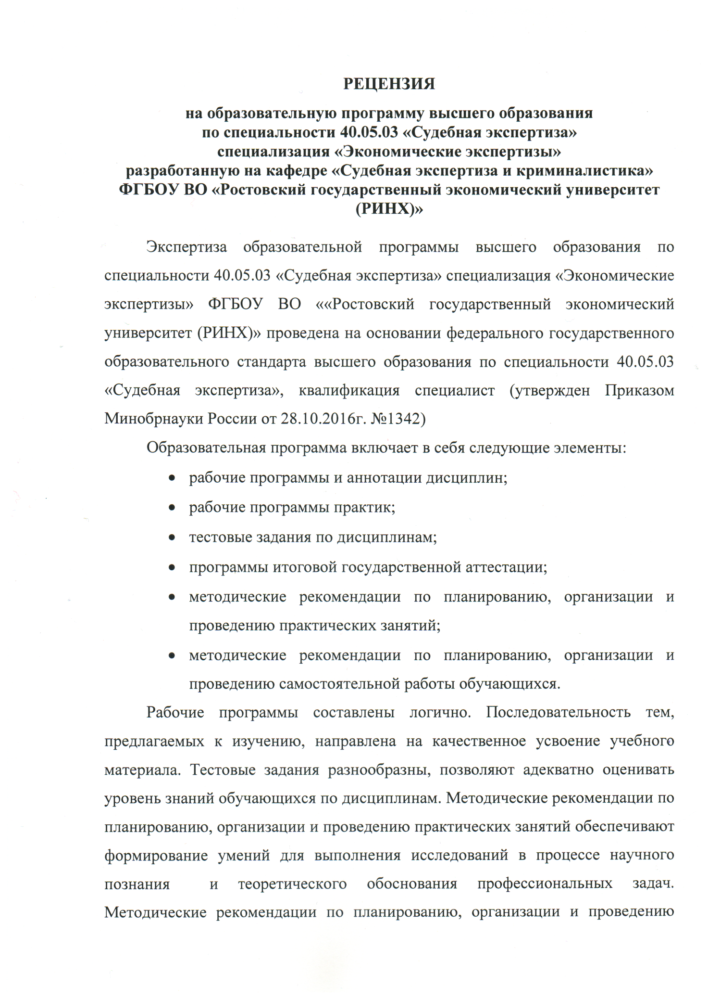 РЕЦЕНЗИЯ
на образовательную программу высшего образования
по специальности 40.05.03 «Судебная экспертиза»
специализация «Экономические экспертизы»
разработанную на кафедре «Судебная экспертиза и криминалистика»
ФГБОУ ВО «Ростовский государственный экономический университет
(РИНХ)»
Экспертиза образовательной программы высшего образования по
специальности 40.05.03 «Судебная экспертиза» специализация «Экономические
экспертизы» ФГБОУ ВО ««Ростовский государственный экономический
университет (РИНХ)» проведена на основании федерального государственного
образовательного стандарта высшего образования по специальности 40.05.03
«Судебная экспертиза», квалификация специалист (утвержден Приказом
Минобрнауки России от 28.10.2016г. №1342)
Образовательная программа включает в себя следующие элементы:
• рабочие программы и аннотации дисциплин;
• рабочие программы практик;
• тестовые задания по дисциплинам;
• программы итоговой государственной аттестации;
• методические рекомендации по планированию, организации и
проведению практических занятий;
• методические рекомендации по планированию, организации и
проведению самостоятельной работы обучающихся.
Рабочие программы составлены логично. Последовательность тем,
предлагаемых к изучению, направлена на качественное усвоение учебного
материала. Тестовые задания разнообразны, позволяют адекватно оценивать
уровень знаний обучающихся по дисциплинам. Методические рекомендации по
планированию, организации и проведению практических занятий обеспечивают
формирование умений для выполнения исследований в процессе научного
познания и теоретического обоснования профессиональных задач.
Методические рекомендации по планированию, организации и проведению